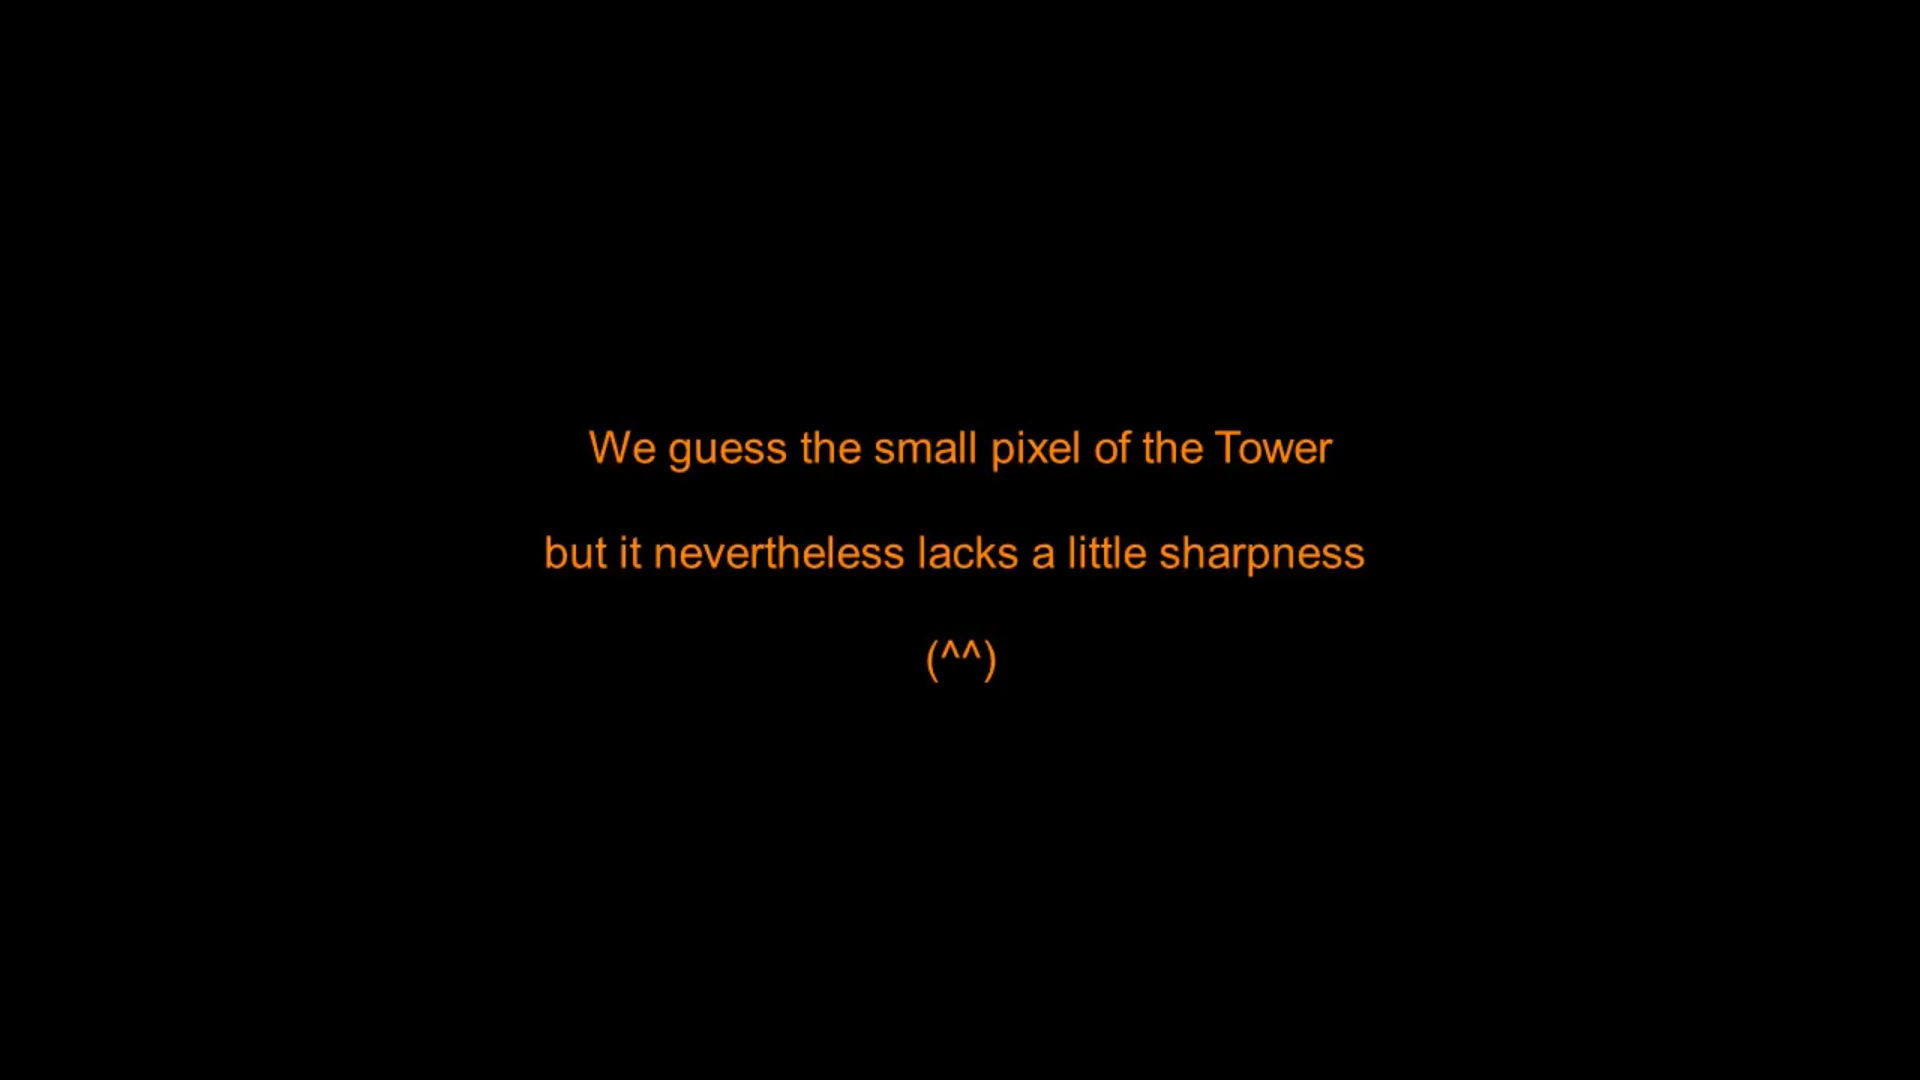 We guess the small pixel of the Tower
but it nevertheless lacks a little sharpness
(^^)